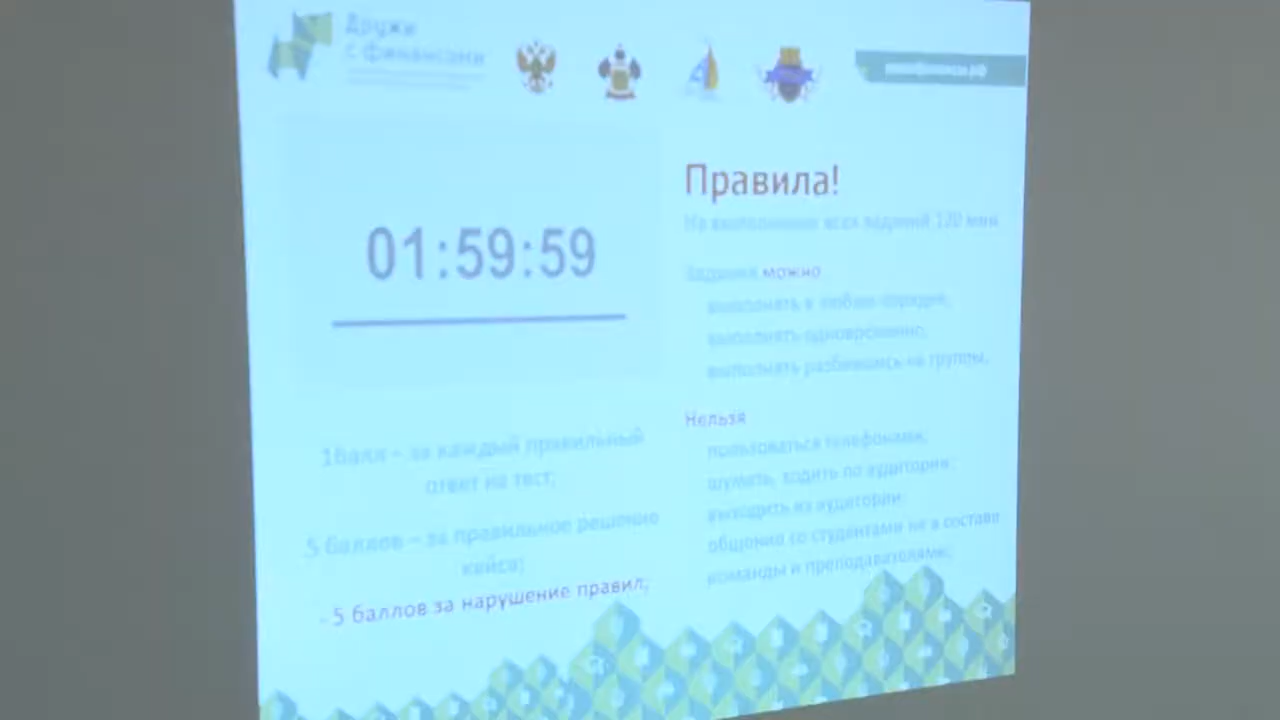 Дружи
с финансами
01:59:59
1балл – за каждый правильный
ответ на тест;
5 баллов – за правильное решение
кейса;
- 5 баллов за нарушение правил;
Правила!
На выполнение всех заданий 120 мин
Задания можно
выполнять в любом порядке,
выполнять одновременно,
выполнять разбившись на группы.
Нельзя
пользоваться телефонами;
шуметь, ходить по аудитории;
выходить из аудитории;
общения со студентами не в составе
команды и преподавателями;